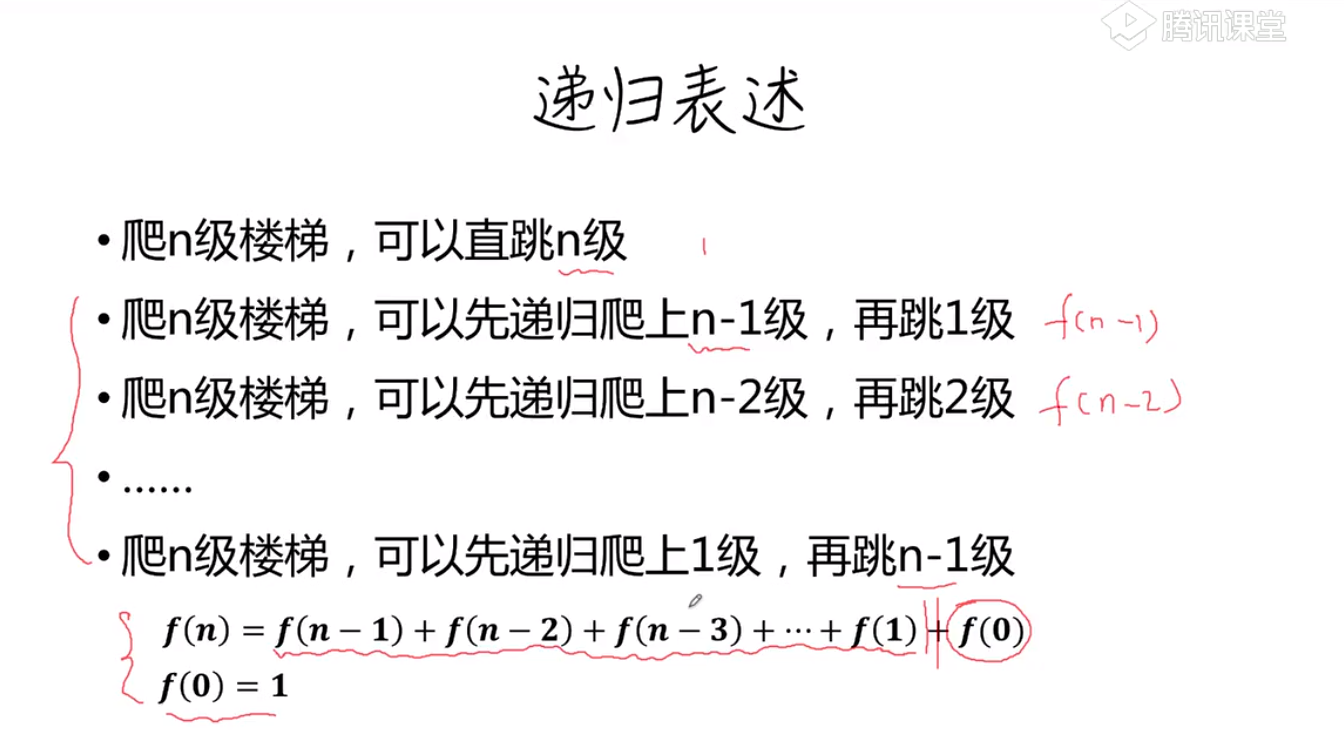 腾讯课堂
递归表述
• 爬n级楼梯，可以直跳n级 1
• 爬n级楼梯，可以先递归爬上n-1级，再跳1级 f(n-1)
• 爬n级楼梯，可以先递归爬上n-2级，再跳2级 f(n-2)
• ......
• 爬n级楼梯，可以先递归爬上1级，再跳n-1级
f(n) = f(n − 1) + f(n − 2) + f(n − 3) + ⋯ + f(1) + f(0)
f(0) = 1